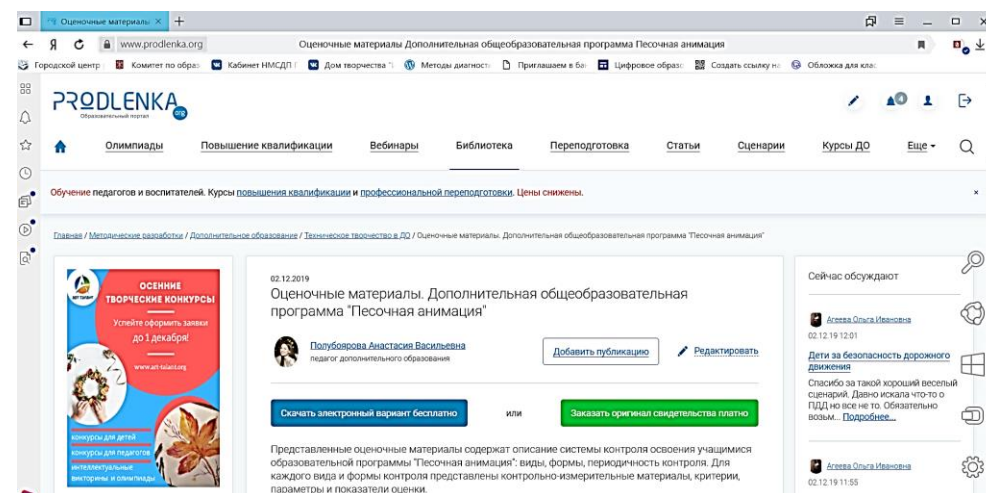 Оценочные материалы × +
www.prodlenka.org Оценочные материалы Дополнительная общеобразовательная программа Песочная анимация
Городской центр Комитет по образ Кабинет НМСДП Г Дом творчества "Г Методы диагност Приглашаем в Ба Цифровое образо Создать ссылку на Обложка для клас
PRODLENKA.org
Образовательный портал
4
Олимпиады Повышение квалификации Вебинары Библиотека Переподготовка Статьи Сценарии Курсы ДО Еще
Обучение педагогов и воспитателей. Курсы повышения квалификации и профессиональной переподготовки. Цены снижены. ×
Главная / Методические разработки / Дополнительное образование / Техническое творчество в ДО / Оценочные материалы. Дополнительная общеобразовательная программа "Песочная анимация"
АРТ-ТАЛАНТ
ОСЕННИЕ
ТВОРЧЕСКИЕ КОНКУРСЫ
Успейте оформить заявки
до 1 декабря!
www.art-talant.org
конкурсы для детей
конкурсы для педагогов
интеллектуальные
викторины и олимпиады
02.12.2019
Оценочные материалы. Дополнительная общеобразовательная
программа "Песочная анимация"
Полубоярова Анастасия Васильевна
педагог дополнительного образования
Добавить публикацию
Редактировать
Скачать электронный вариант бесплатно или Заказать оригинал свидетельства платно
Представленные оценочные материалы содержат описание системы контроля освоения учащимися
образовательной программы "Песочная анимация": виды, формы, периодичность контроля. Для
каждого вида и формы контроля представлены контрольно-измерительные материалы, критерии,
параметры и показатели оценки.
Сейчас обсуждают
Агеева Ольга Ивановна
02.12.19 12:01
Дети за безопасность дорожного
движения
Спасибо за такой хороший веселый
сценарий. Давно искала что-то о
ПДД но все не то. Обязательно
возьм... Подробнее...
Агеева Ольга Ивановна
02.12.19 11:55